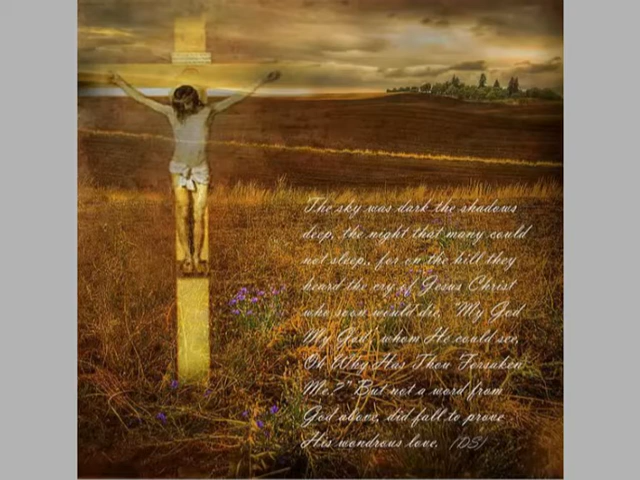 The sky was dark the shadows
deep, the night that many could
not sleep,, for on the hill they
heard the cry of Jesus Christ
who soon would die, "My God
My God', whom He could see,
'Oh Why Has Thou Forsaken
Me?" But not a word from
God above, did fall to prove
His wondrous love. (DS)